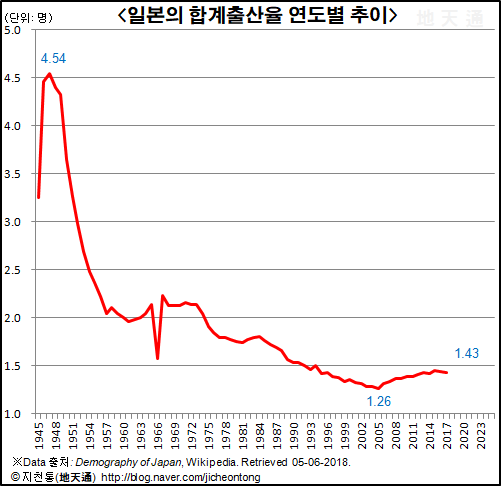 <일본의 합계출산율 연도별 추이>
地天通
(단위: 명)
5.0
4.5
4.0
3.5
3.0
2.5
2.0
1.5
1.0
4.54
1.43
1.26
1945 1948 1951 1954 1957 1960 1963 1966 1969 1972 1975 1978 1981 1984 1987 1990 1993 1996 1999 2002 2005 2008 2011 2014 2017 2020 2023
※Data 출처: Demography of Japan, Wikipedia. Retrieved 05-06-2018.
©지천통(地天通) http://blog.naver.com/jicheontong